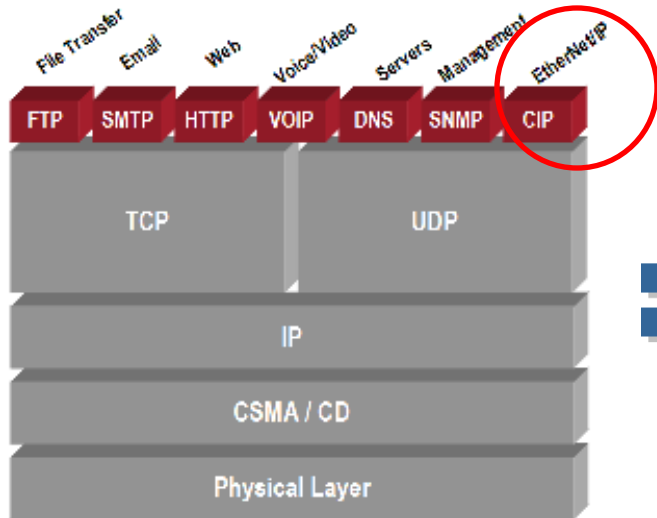 File Transfer
Email
Web
Voice/Video
Servers
Management
EtherNet/IP
FTP SMTP HTTP VOIP DNS SNMP CIP
TCP UDP
IP
CSMA / CD
Physical Layer